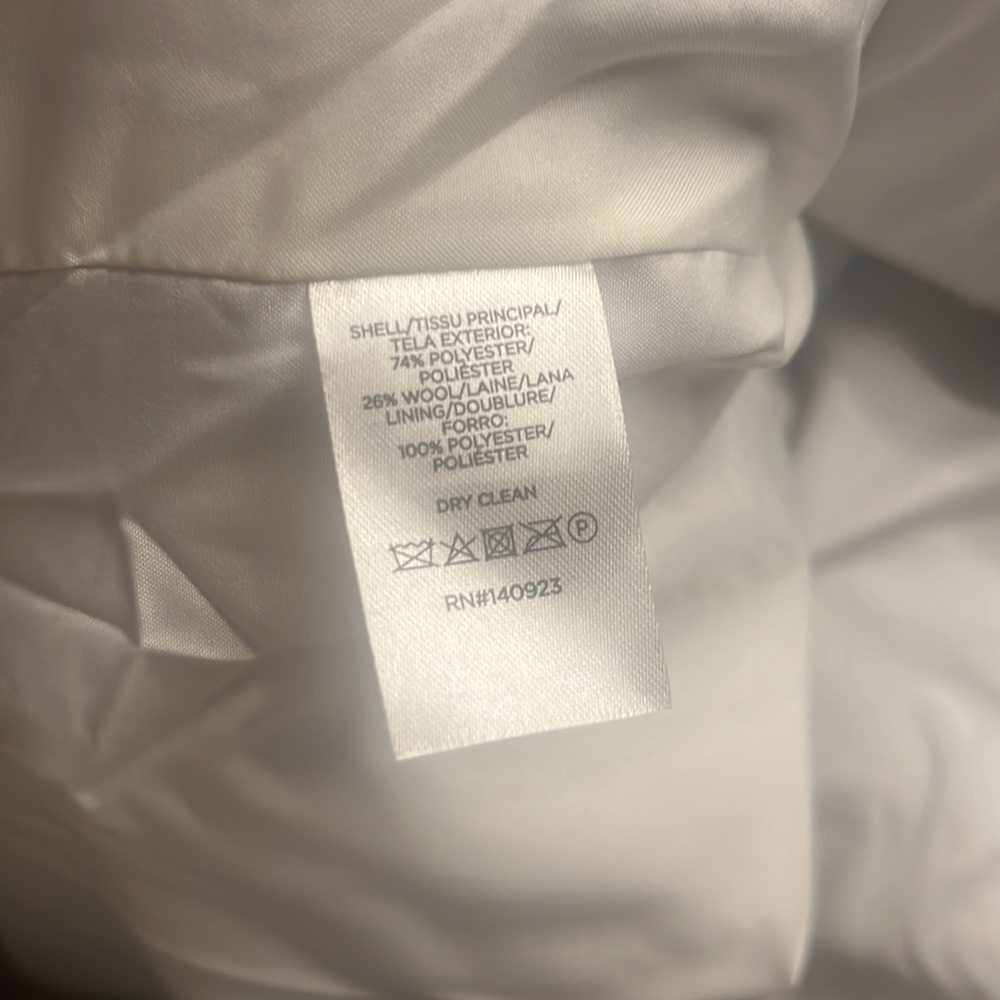 SHELL/TISSU PRINCIPAL/
TELA EXTERIOR:
74% POLYESTER/
POLIÉSTER
26% WOOL/LAINE/LANA
LINING/DOUBLURE/
FORRO:
100% POLYESTER/
POLIÉSTER
DRY CLEAN
P
RN#140923